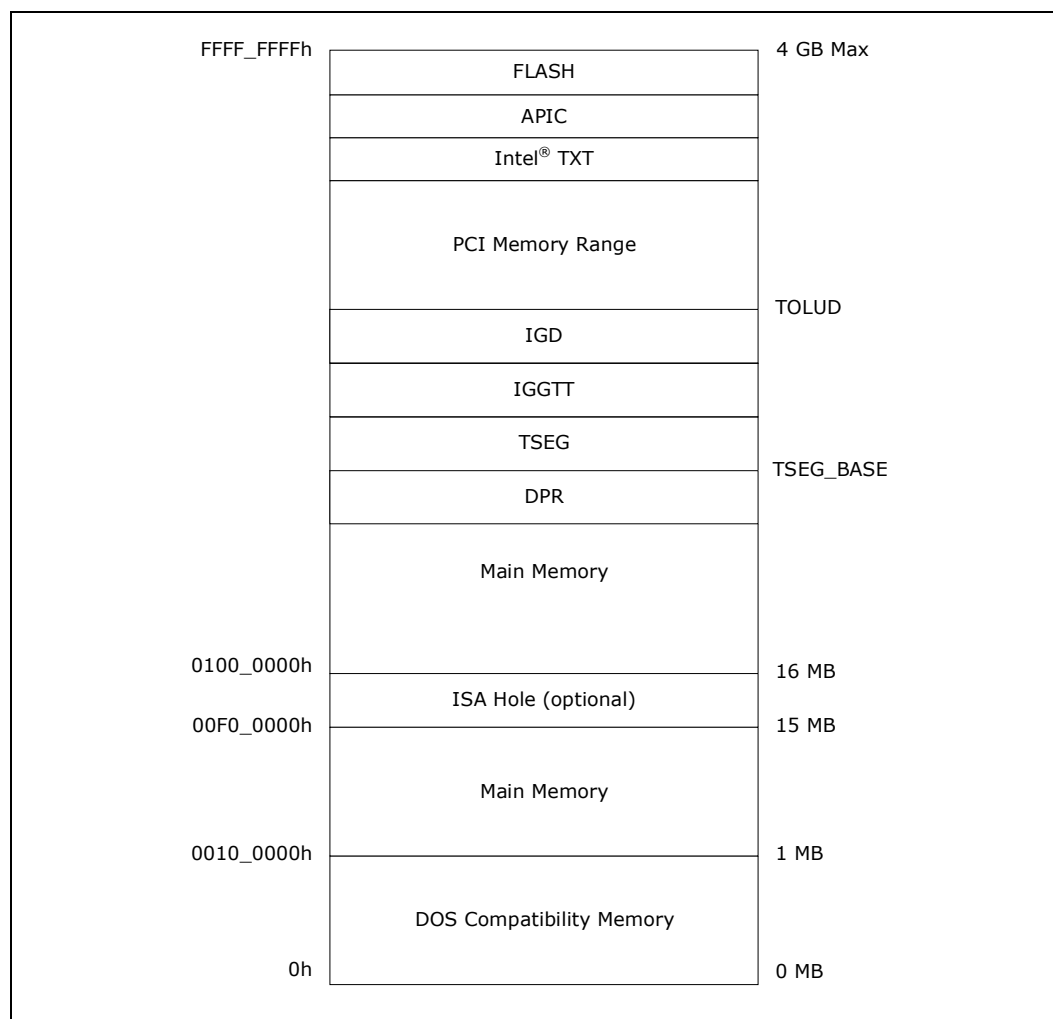 FFFF_FFFFh
4 GB Max
FLASH
APIC
Intel® TXT
PCI Memory Range
TOLUD
IGD
IGGTT
TSEG
TSEG_BASE
DPR
Main Memory
0100_0000h
16 MB
ISA Hole (optional)
00F0_0000h
15 MB
Main Memory
0010_0000h
1 MB
DOS Compatibility Memory
0h
0 MB